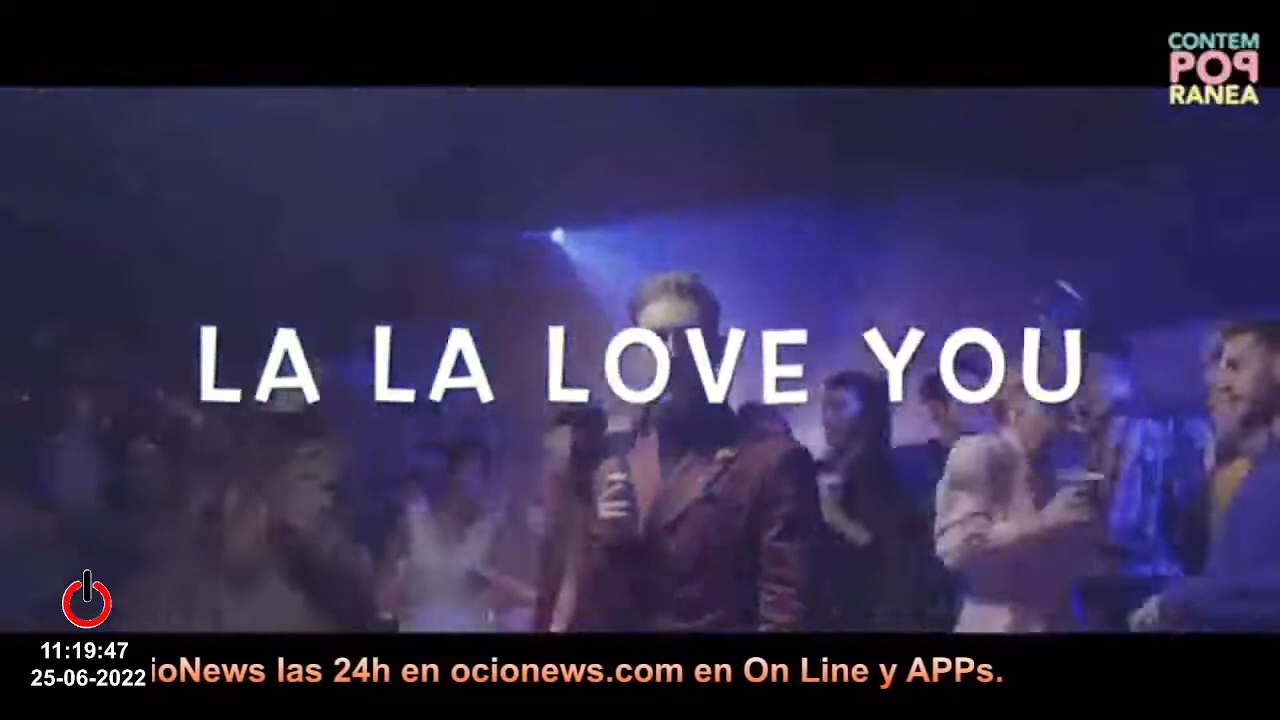 CONTEM
POP
RANEA
LA LA LOVE YOU
11:19:47
25-06-2022
ioNews las 24h en ocionews.com en On Line y APPs.